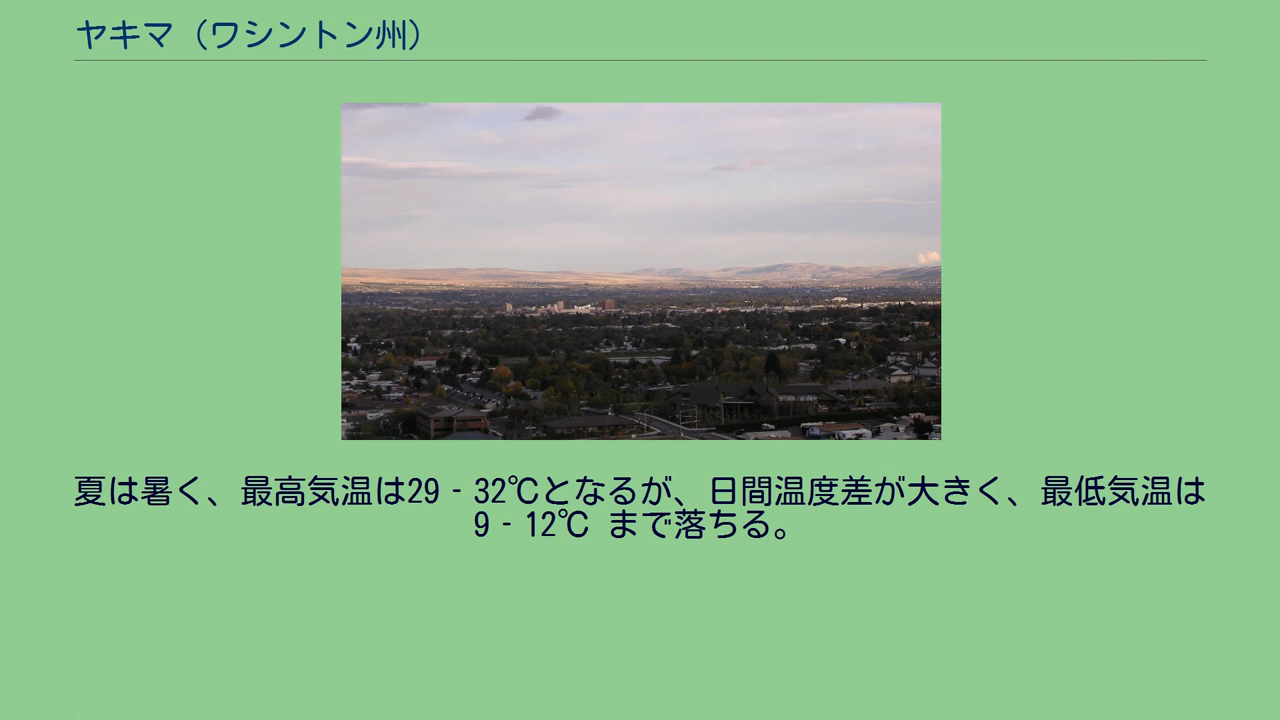 ヤキマ（ワシントン州）
夏は暑く、最高気温は29‐32℃となるが、日間温度差が大きく、最低気温は
9‐12℃ まで落ちる。